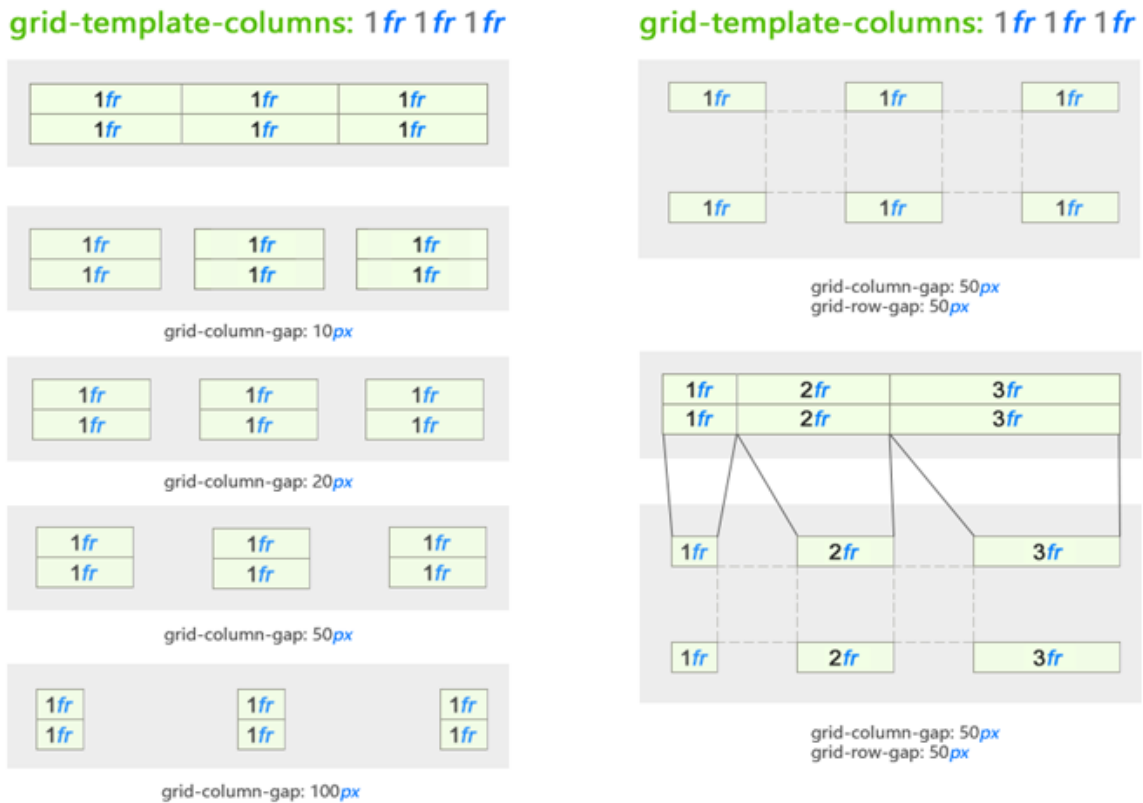 grid-template-columns: 1fr 1fr 1fr
1fr 1fr 1fr
1fr 1fr 1fr
1fr 1fr 1fr
1fr 1fr 1fr
grid-column-gap: 10px
1fr 1fr 1fr
1fr 1fr 1fr
grid-column-gap: 20px
1fr 1fr 1fr
1fr 1fr 1fr
grid-column-gap: 50px
1fr 1fr 1fr
1fr 1fr 1fr
grid-column-gap: 100px
grid-template-columns: 1fr 1fr 1fr
1fr 1fr 1fr
1fr 1fr 1fr
grid-column-gap: 50px
grid-row-gap: 50px
1fr 2fr 3fr
1fr 2fr 3fr
1fr 2fr 3fr
1fr 2fr 3fr
grid-column-gap: 50px
grid-row-gap: 50px